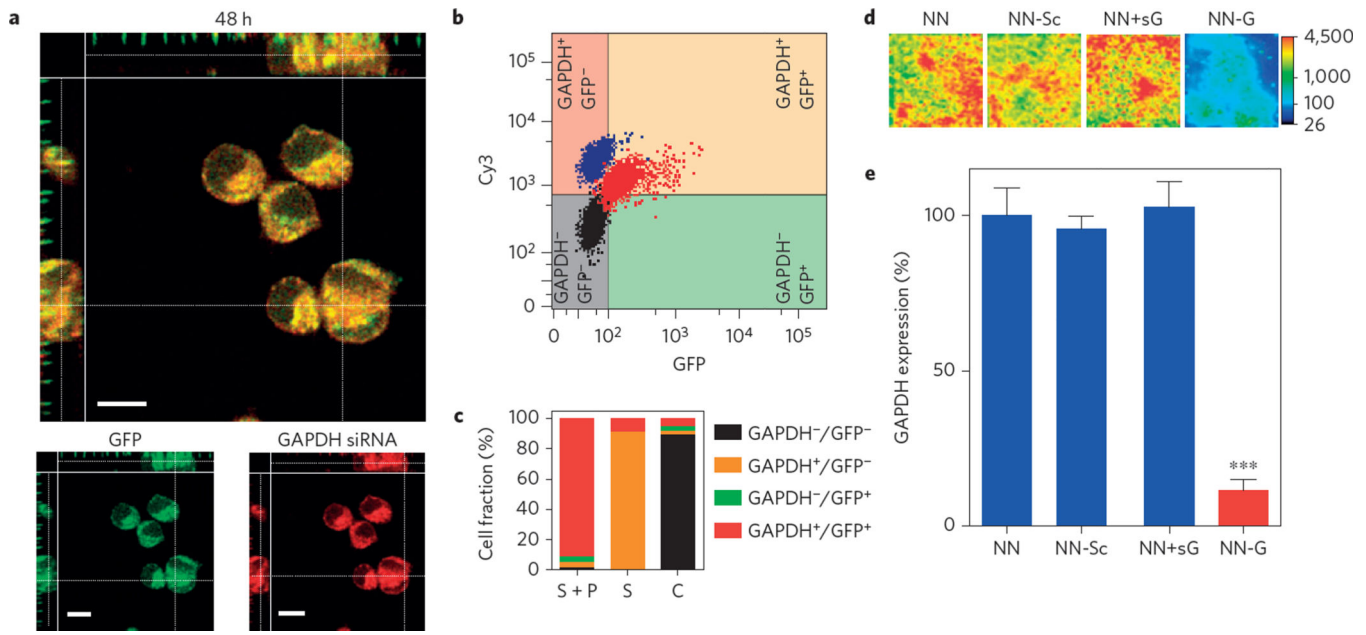 a
48 h
GFP
GAPDH siRNA
b
Cy3
10⁵
10⁴
10³
10²
0
GAPDH⁺
GFP⁻
GAPDH⁺
GFP⁺
GAPDH⁻
GFP⁻
GAPDH⁻
GFP⁺
0 10² 10³ 10⁴ 10⁵
GFP
c
Cell fraction (%)
100
80
60
40
20
0
S + P S C
GAPDH⁻/GFP⁻
GAPDH⁺/GFP⁻
GAPDH⁻/GFP⁺
GAPDH⁺/GFP⁺
d
NN NN-Sc NN+sG NN-G
4,500
1,000
100
26
e
GAPDH expression (%)
100
50
0
***
NN NN-Sc NN+sG NN-G